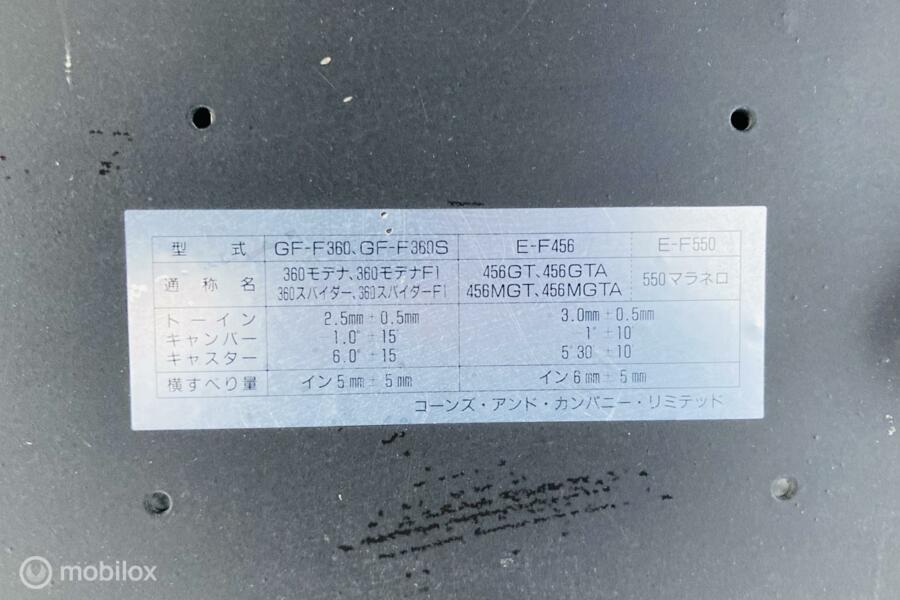 型 式 GF-F360、GF-F360S E-F456 E-F550
通 称 名 360モデナ、360モデナF1 456GT、456GTA 550マラネロ
360スパイダー、360スパイダーF1 456MGT、456MGTA
トーイン 2.5mm±0.5mm 3.0mm±0.5mm
キャンバー 1.0°±15′ 1°±10′
キャスター 6.0°±15′ 5°30′±10′
横すべり量 イン5mm±5mm イン6mm±5mm
コーンズ・アンド・カンパニー・リミテッド
mobilox